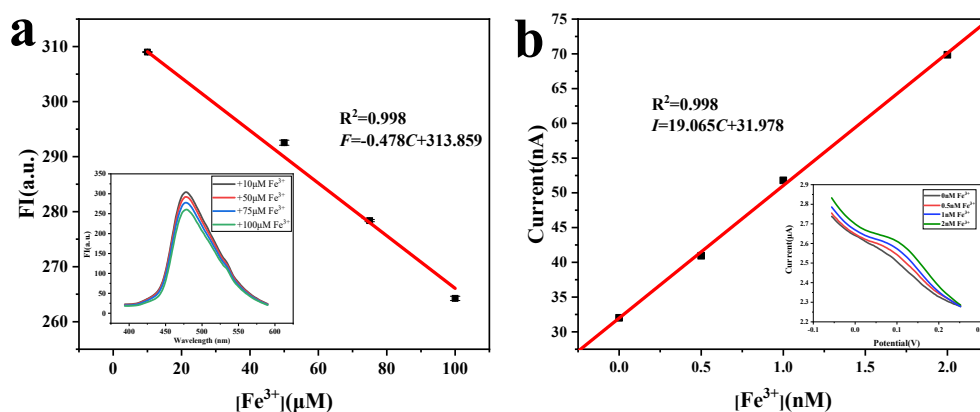 a
310
300
290
280
270
260
FI(a.u.)
R²=0.998
F=-0.478C+313.859
350
300
250
200
150
100
50
0
FI(a.u.)
+10μM Fe³⁺
+50μM Fe³⁺
+75μM Fe³⁺
+100μM Fe³⁺
400 450 500 550 600
Wavelength (nm)
0 20 40 60 80 100
[Fe³⁺](μM)
b
75
70
65
60
55
50
45
40
35
30
Current(nA)
R²=0.998
I=19.065C+31.978
2.9
2.8
2.7
2.6
2.5
2.4
2.3
2.2
Current(μA)
0nM Fe³⁺
0.5nM Fe³⁺
1nM Fe³⁺
2nM Fe³⁺
-0.1 0.0 0.1 0.2 0.3
Potential(V)
0.0 0.5 1.0 1.5 2.0
[Fe³⁺](nM)